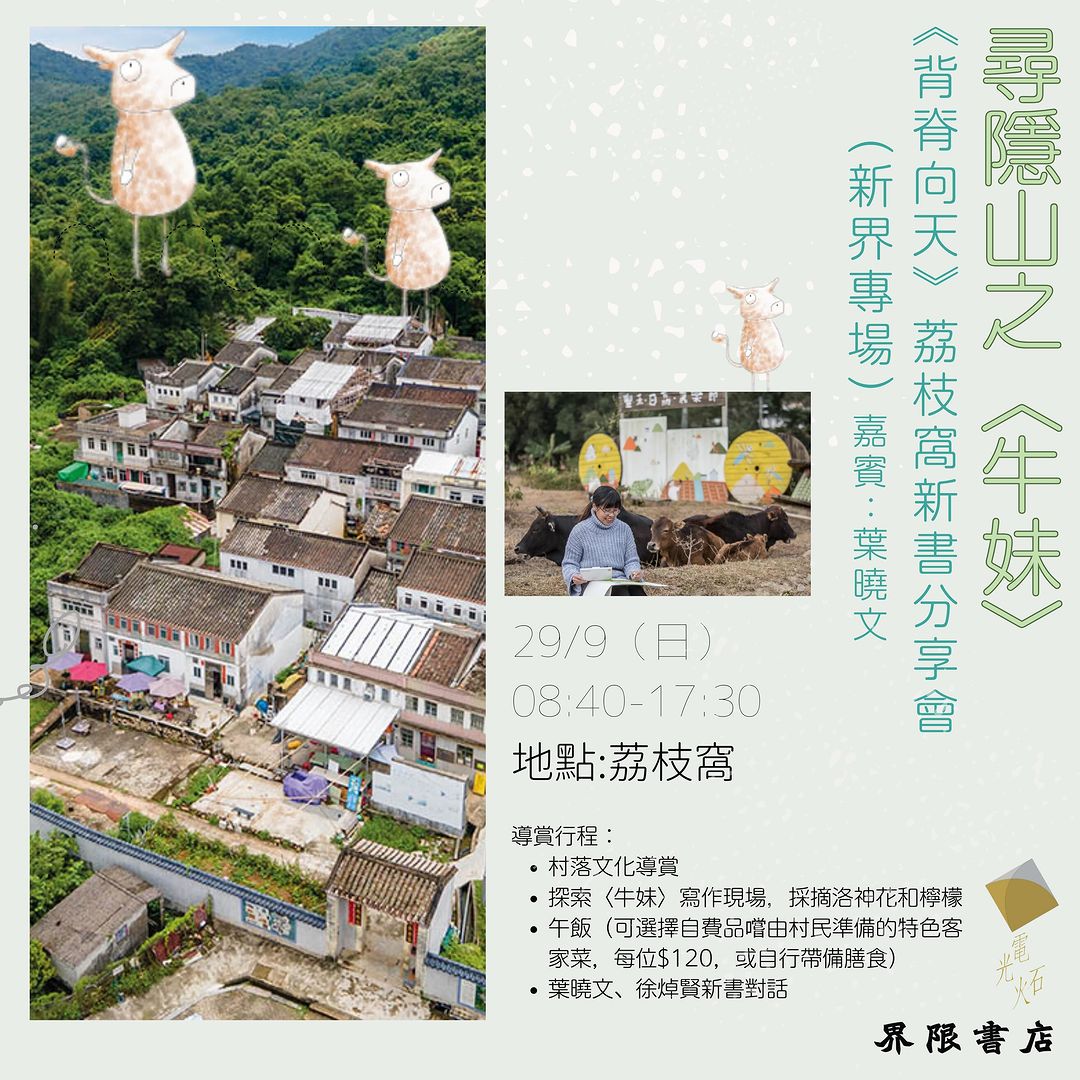 尋隱山之〈牛妹〉
《背脊向天》荔枝窩新書分享會
（新界專場）嘉賓：葉曉文
29/9（日）
08:40-17:30
地點:荔枝窩
導賞行程：
村落文化導賞
探索〈牛妹〉寫作現場，採摘洛神花和檸檬
午飯（可選擇自費品嚐由村民準備的特色客
家菜，每位$120，或自行帶備膳食）
葉曉文、徐焯賢新書對話
電光火石
界限書店